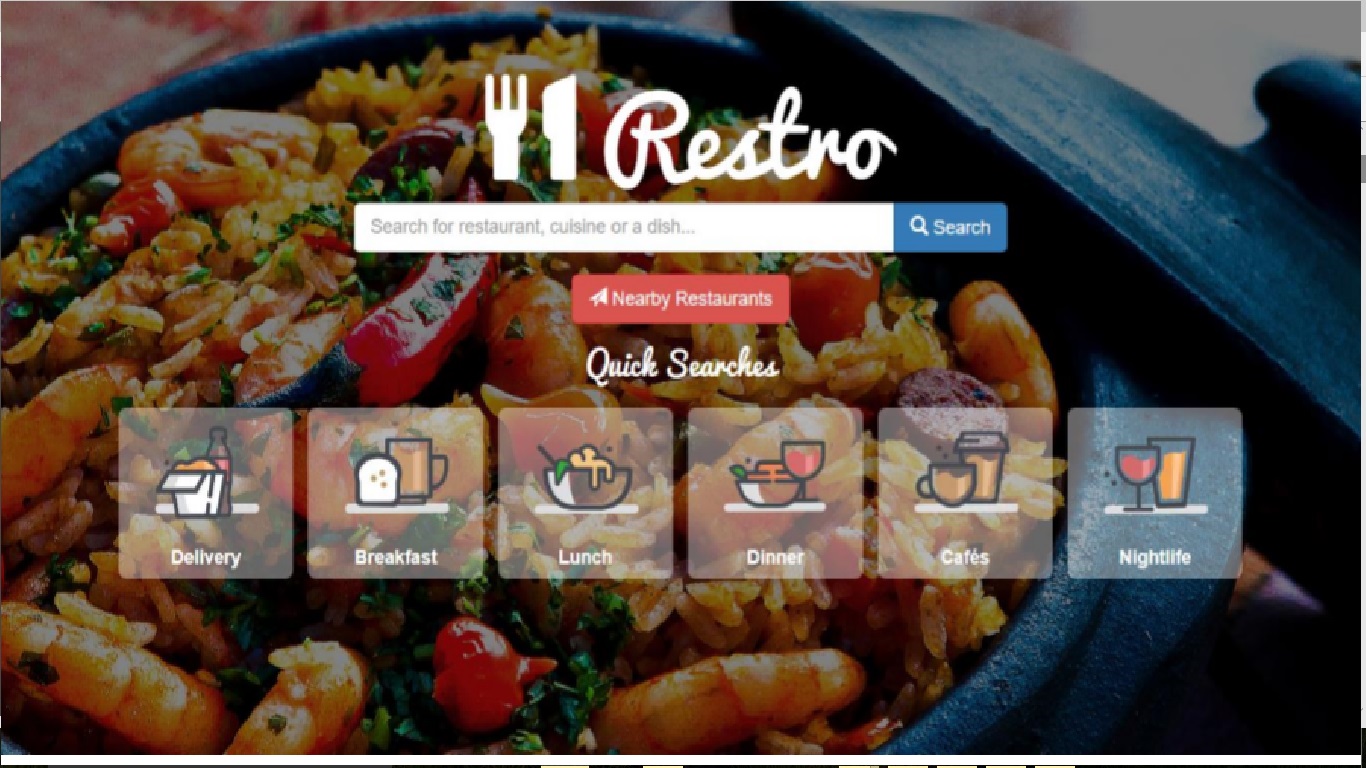 Restro
Search for restaurant, cuisine or a dish...
Search
Nearby Restaurants
Quick Searches
Delivery
Breakfast
Lunch
Dinner
Cafés
Nightlife